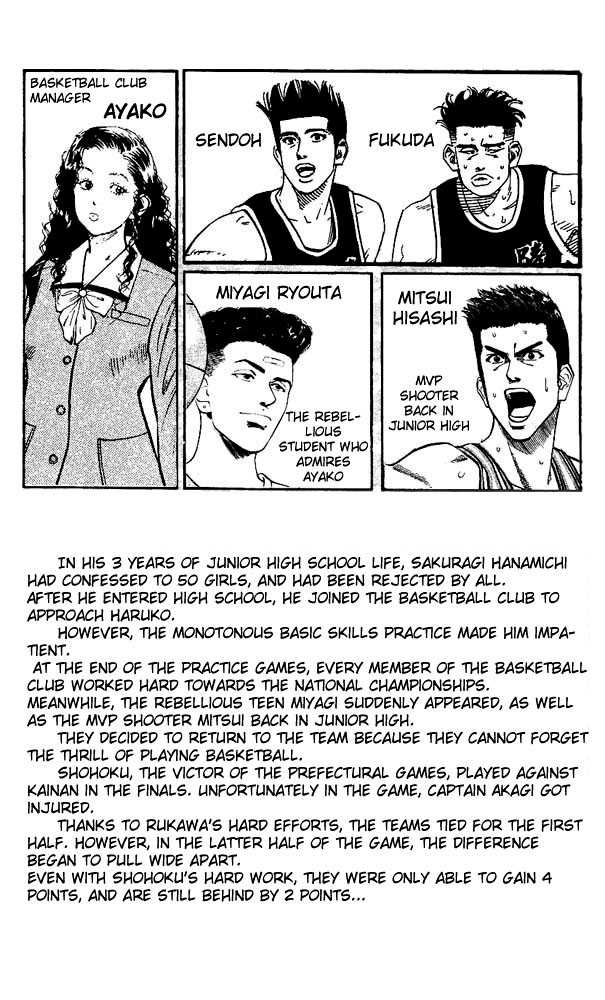 BASKETBALL CLUB
MANAGER
AYAKO
SENDOH
FUKUDA
MIYAGI RYOUTA
THE REBEL-
LIOUS
STUDENT WHO
ADMIRES
AYAKO
MITSUI
HISASHI
MVP
SHOOTER
BACK IN
JUNIOR HIGH
IN HIS 3 YEARS OF JUNIOR HIGH SCHOOL LIFE, SAKURAGI HANAMICHI
HAD CONFESSED TO 50 GIRLS, AND HAD BEEN REJECTED BY ALL.
AFTER HE ENTERED HIGH SCHOOL, HE JOINED THE BASKETBALL CLUB TO
APPROACH HARUKO.
HOWEVER, THE MONOTONOUS BASIC SKILLS PRACTICE MADE HIM IMPA-
TIENT.
AT THE END OF THE PRACTICE GAMES, EVERY MEMBER OF THE BASKETBALL
CLUB WORKED HARD TOWARDS THE NATIONAL CHAMPIONSHIPS.
MEANWHILE, THE REBELLIOUS TEEN MIYAGI SUDDENLY APPEARED, AS WELL
AS THE MVP SHOOTER MITSUI BACK IN JUNIOR HIGH.
THEY DECIDED TO RETURN TO THE TEAM BECAUSE THEY CANNOT FORGET
THE THRILL OF PLAYING BASKETBALL.
SHOHOKU, THE VICTOR OF THE PREFECTURAL GAMES, PLAYED AGAINST
KAINAN IN THE FINALS. UNFORTUNATELY IN THE GAME, CAPTAIN AKAGI GOT
INJURED.
THANKS TO RUKAWA'S HARD EFFORTS, THE TEAMS TIED FOR THE FIRST
HALF. HOWEVER, IN THE LATTER HALF OF THE GAME, THE DIFFERENCE
BEGAN TO PULL WIDE APART.
EVEN WITH SHOHOKU'S HARD WORK, THEY WERE ONLY ABLE TO GAIN 4
POINTS, AND ARE STILL BEHIND BY 2 POINTS...